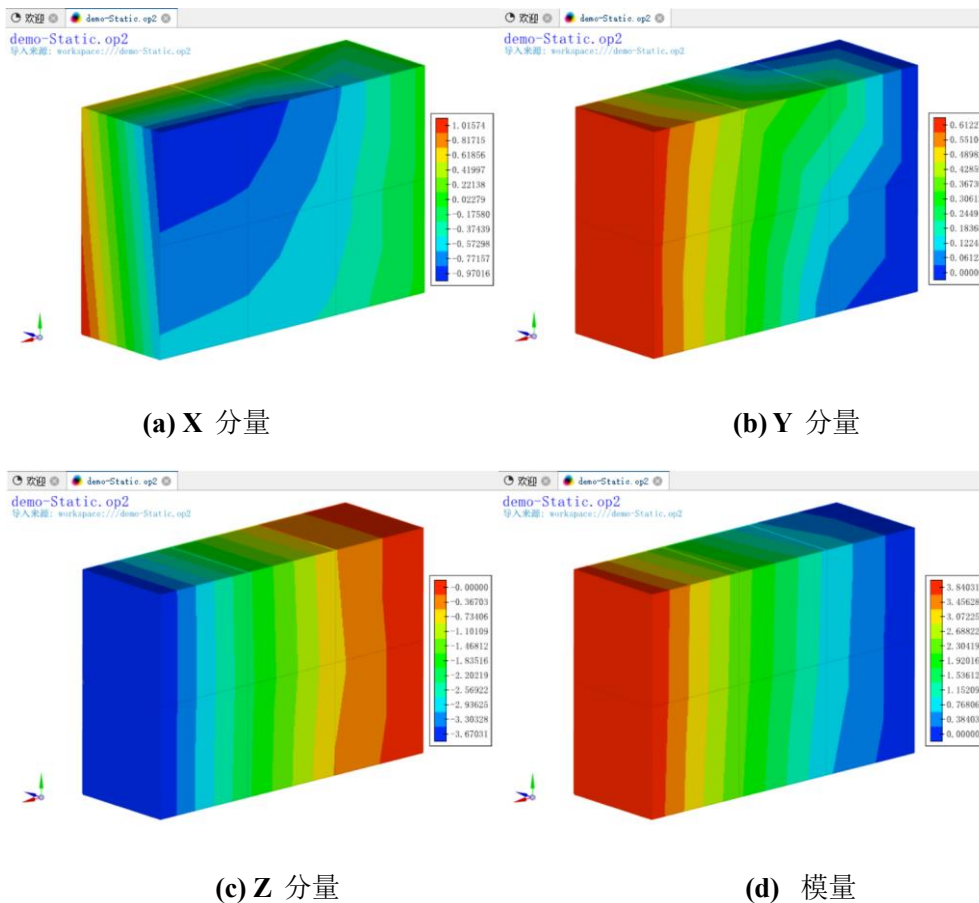 欢迎 demo-Static.op2
demo-Static.op2
导入来源: workspace:///demo-Static.op2
1.01574
0.81715
0.61856
0.41997
0.22138
0.02279
-0.17580
-0.37439
-0.57298
-0.77157
-0.97016
(a) X 分量
欢迎 demo-Static.op2
demo-Static.op2
导入来源: workspace:///demo-Static.op2
0.6122
0.5510
0.4898
0.4285
0.3673
0.3061
0.2449
0.1836
0.1224
0.0612
0.0000
(b) Y 分量
欢迎 demo-Static.op2
demo-Static.op2
导入来源: workspace:///demo-Static.op2
-0.00000
-0.36703
-0.73406
-1.10109
-1.46812
-1.83516
-2.20219
-2.56922
-2.93625
-3.30328
-3.67031
(c) Z 分量
欢迎 demo-Static.op2
demo-Static.op2
导入来源: workspace:///demo-Static.op2
3.84031
3.45628
3.07225
2.68822
2.30419
1.92016
1.53612
1.15209
0.76806
0.38403
0.00000
(d) 模量